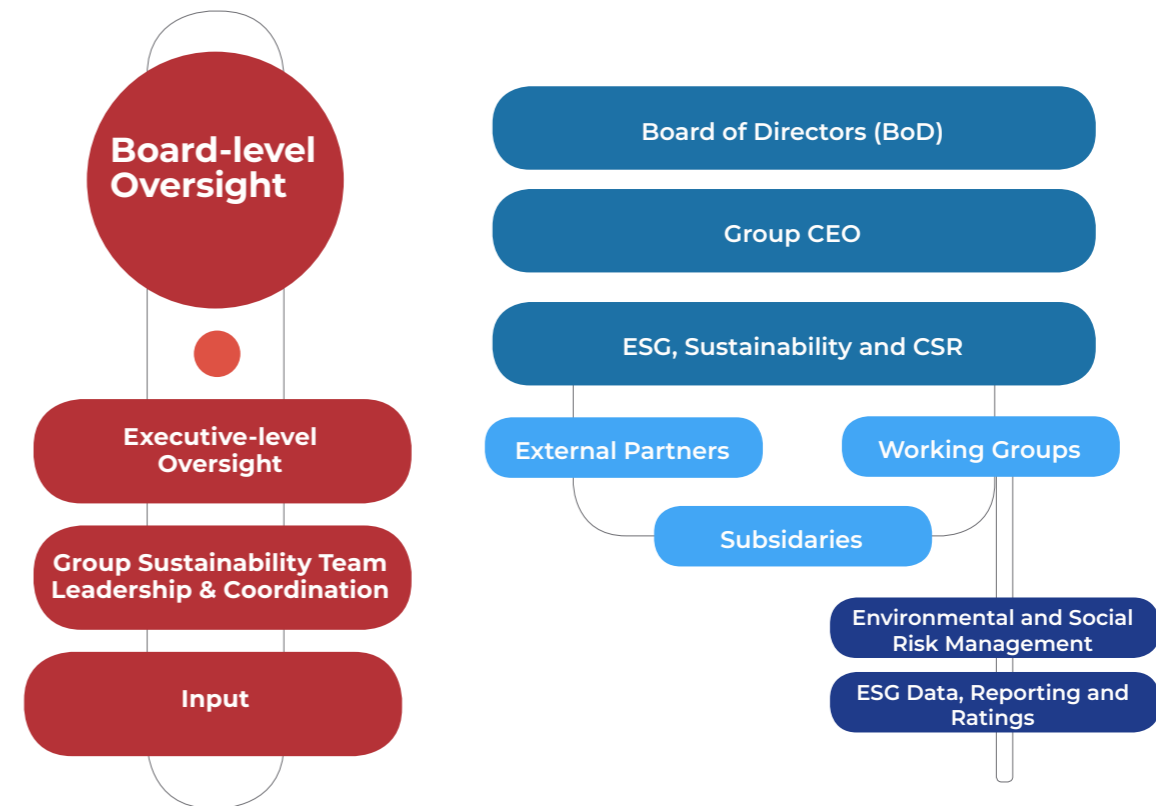 Board-level
Oversight
Executive-level
Oversight
Group Sustainability Team
Leadership & Coordination
Input
Board of Directors (BoD)
Group CEO
ESG, Sustainability and CSR
External Partners
Working Groups
Subsidaries
Environmental and Social
Risk Management
ESG Data, Reporting and
Ratings